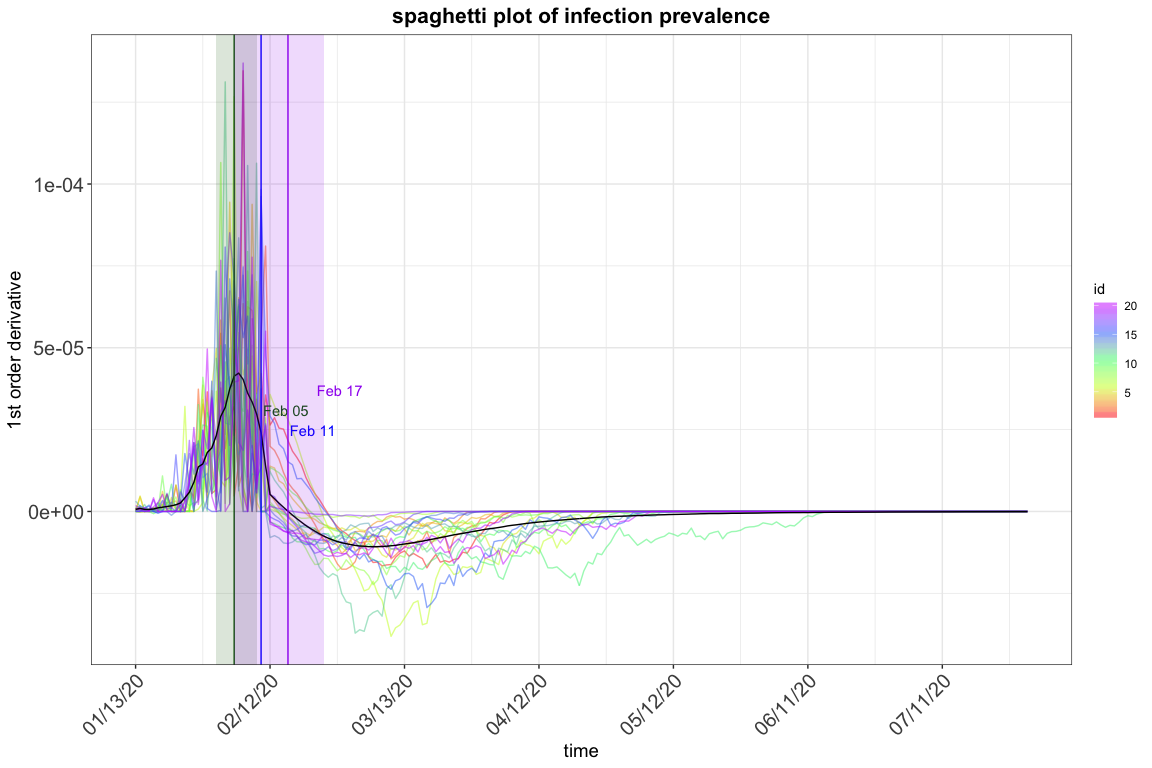 spaghetti plot of infection prevalence
1st order derivative
1e-04
5e-05
0e+00
Feb 17
Feb 05
Feb 11
id
20
15
10
5
01/13/20
02/12/20
03/13/20
04/12/20
05/12/20
06/11/20
07/11/20
time